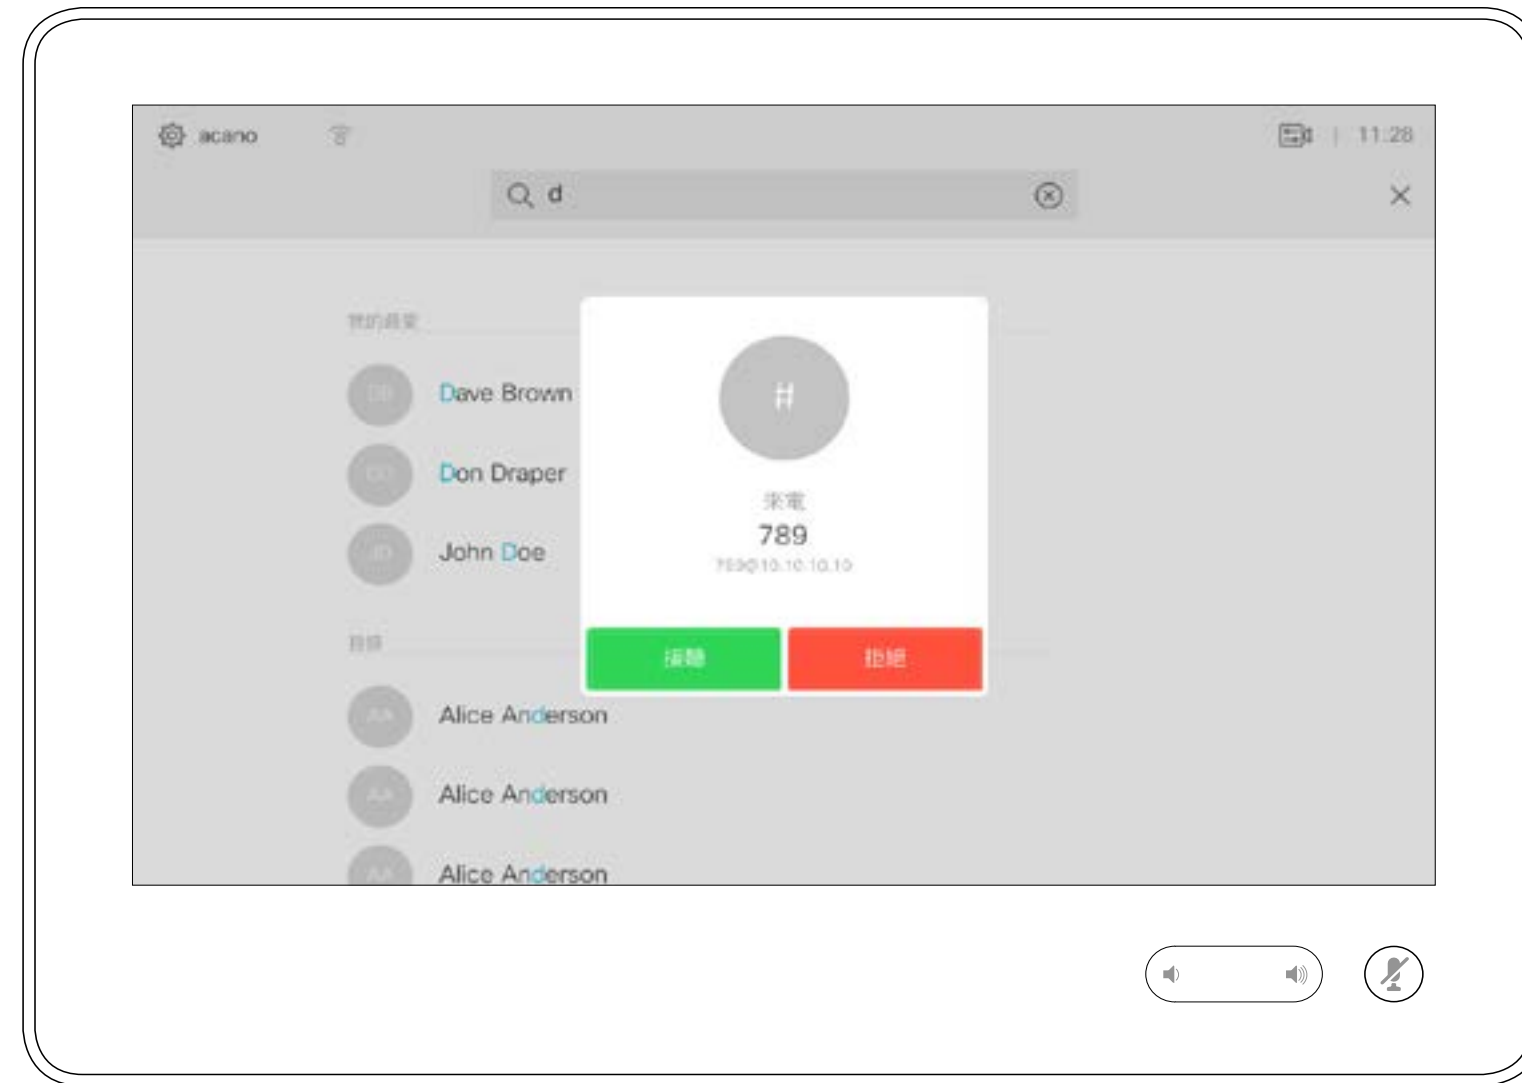 acano
11:28
d
我的最愛
Dave Brown
Don Draper
John Doe
目錄
Alice Anderson
Alice Anderson
Alice Anderson
#
來電
789
789@10.10.10.10
接聽
拒絕